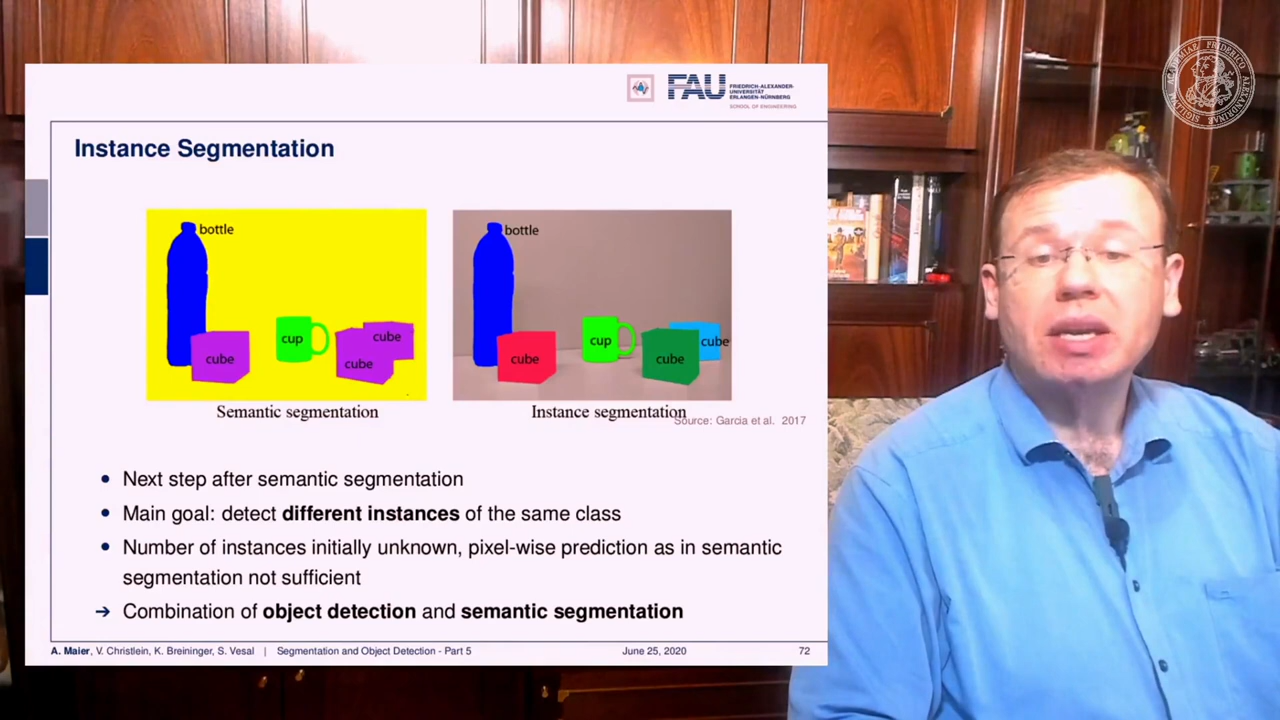 FAU
FRIEDRICH-ALEXANDER-
UNIVERSITÄT
ERLANGEN-NÜRNBERG
SCHOOL OF ENGINEERING
Instance Segmentation
bottle
cube
cup
cube
cube
Semantic segmentation
bottle
cube
cup
cube
cube
Instance segmentation
Source: Garcia et al. 2017
• Next step after semantic segmentation
• Main goal: detect different instances of the same class
• Number of instances initially unknown, pixel-wise prediction as in semantic
segmentation not sufficient
→ Combination of object detection and semantic segmentation
A. Maier, V. Christlein, K. Breininger, S. Vesal | Segmentation and Object Detection - Part 5 June 25, 2020 72